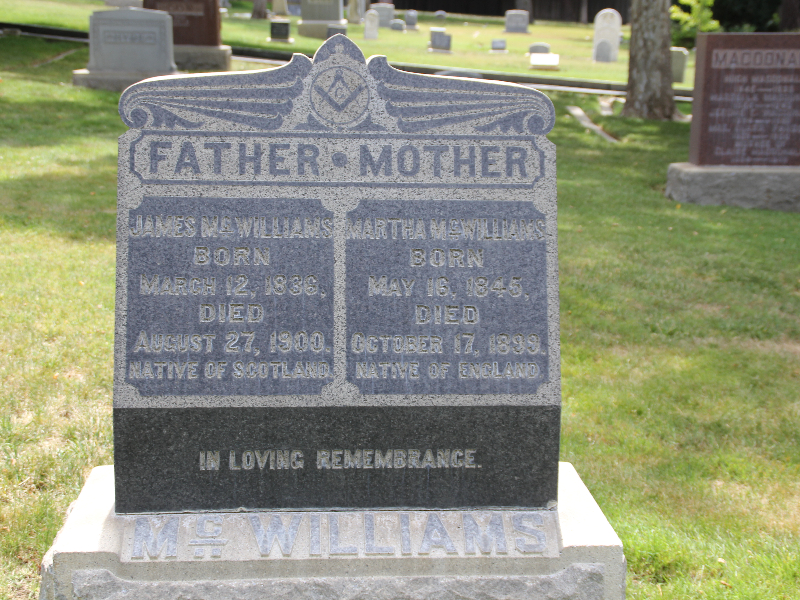 FATHER • MOTHER
JAMES McWILLIAMS
BORN
MARCH 12, 1836.
DIED
AUGUST 27, 1900.
NATIVE OF SCOTLAND
MARTHA McWILLIAMS
BORN
MAY 16, 1845,
DIED
OCTOBER 17, 1899.
NATIVE OF ENGLAND
IN LOVING REMEMBRANCE.
McWILLIAMS
MACDONA